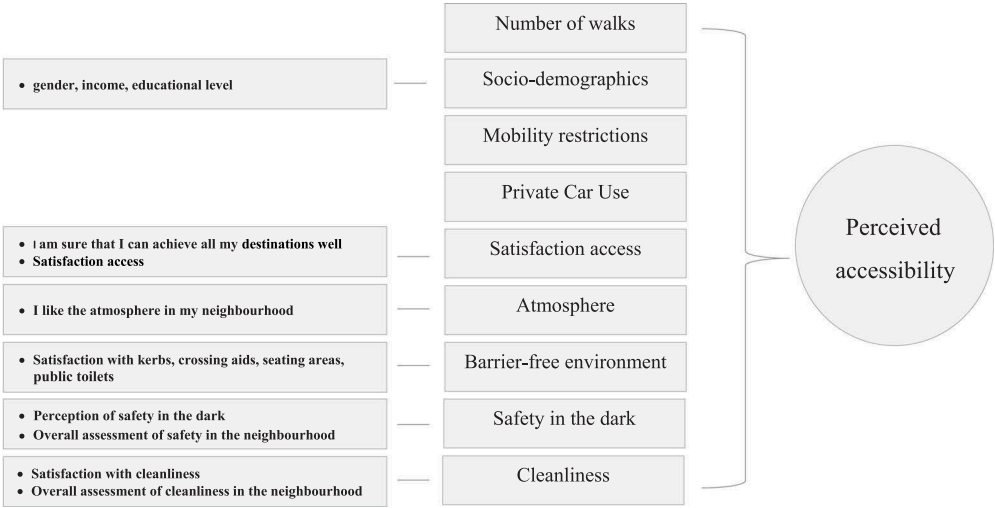 Number of walks
• gender, income, educational level
Socio-demographics
Mobility restrictions
Private Car Use
• I am sure that I can achieve all my destinations well
• Satisfaction access
Satisfaction access
• I like the atmosphere in my neighbourhood
Atmosphere
• Satisfaction with kerbs, crossing aids, seating areas,
public toilets
Barrier-free environment
• Perception of safety in the dark
• Overall assessment of safety in the neighbourhood
Safety in the dark
• Satisfaction with cleanliness
• Overall assessment of cleanliness in the neighbourhood
Cleanliness
Perceived
accessibility